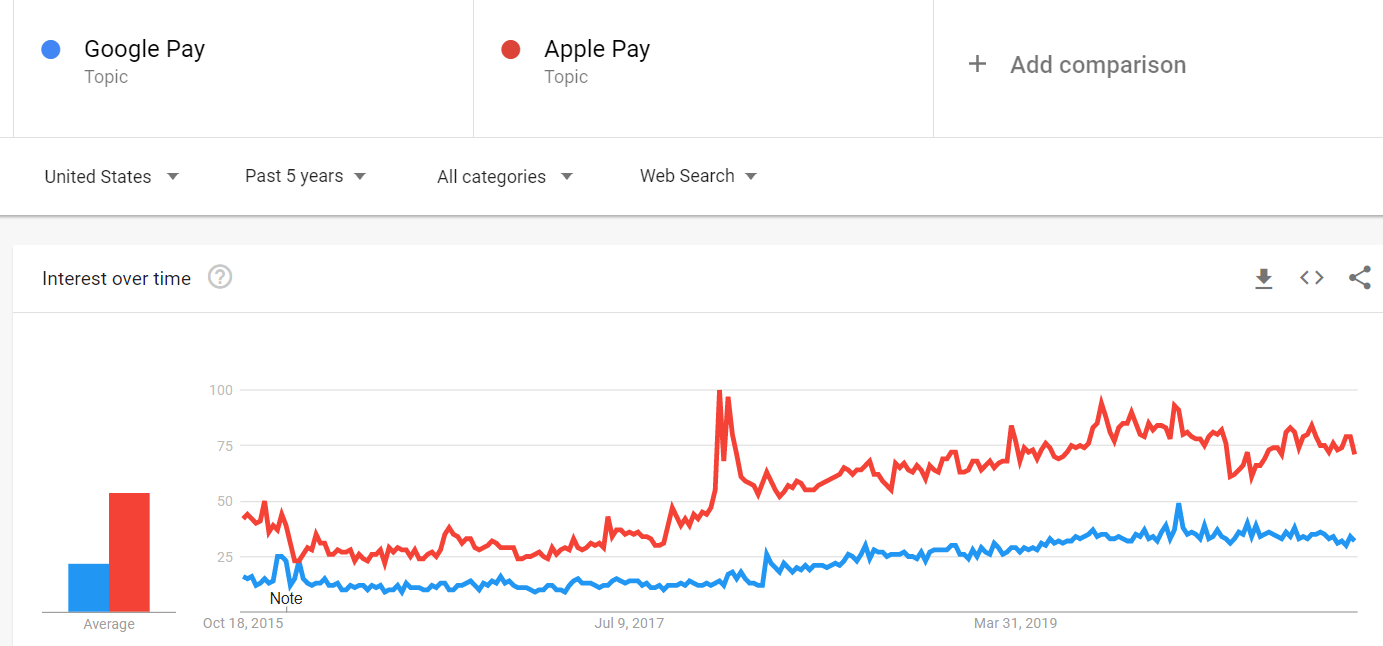 Google Pay
Topic
Apple Pay
Topic
+ Add comparison
United States
Past 5 years
All categories
Web Search
Interest over time
?
100
75
50
25
Note
Average
Oct 18, 2015
Jul 9, 2017
Mar 31, 2019